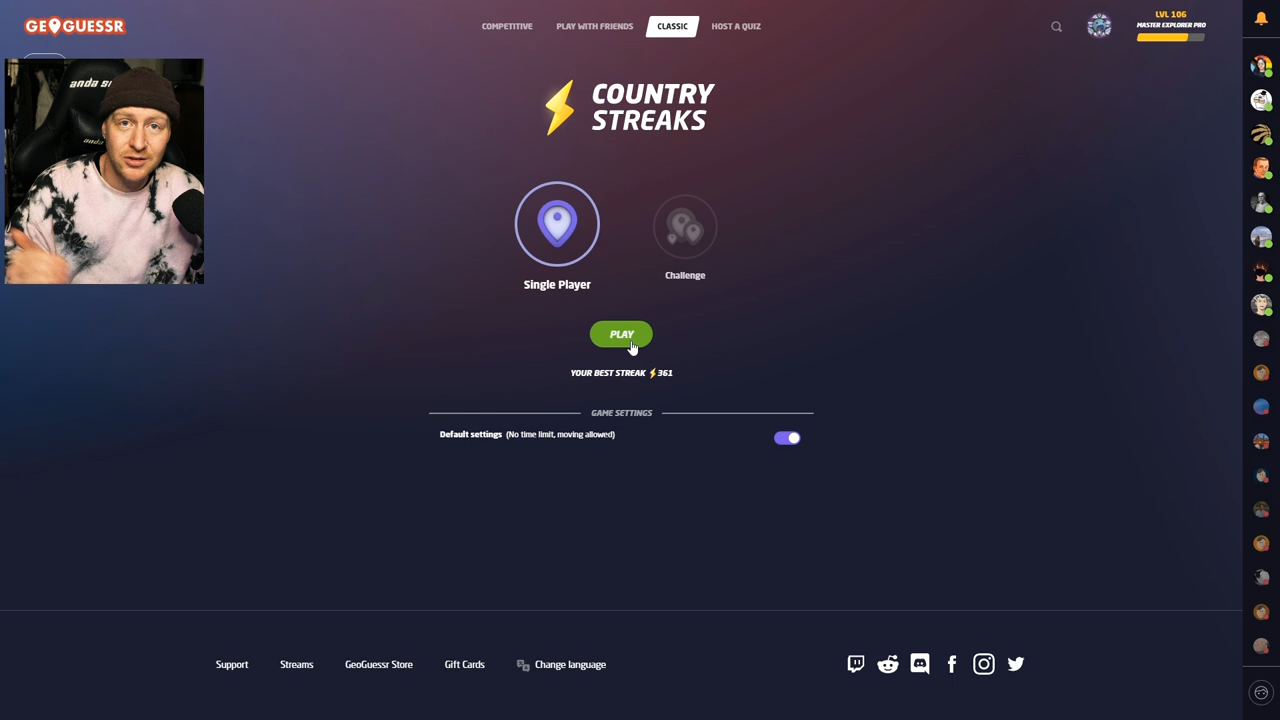 GEOGUESSR
COMPETITIVE
PLAY WITH FRIENDS
CLASSIC
HOST A QUIZ
LVL 106
MASTER EXPLORER PRO
COUNTRY
STREAKS
Single Player
Challenge
PLAY
YOUR BEST STREAK ⚡361
GAME SETTINGS
Default settings (No time limit, moving allowed)
Support
Streams
GeoGuessr Store
Gift Cards
Change language